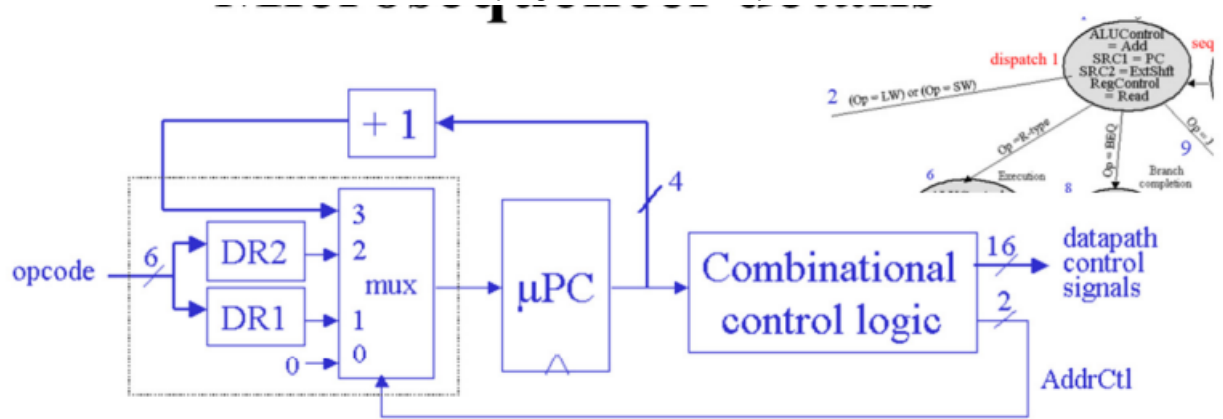 ALUControl
= Add
SRC1 = PC
SRC2 = ExtShft
RegControl
= Read
dispatch 1
seq
2
(Op = LW) or (Op = SW)
Op =R-type
Op = BEQ
Op = J
9
6
Execution
8
Branch
completion
+ 1
4
3
2
mux
1
0
opcode
6
DR2
DR1
0
μPC
Combinational
control logic
16
datapath
control
signals
2
AddrCtl